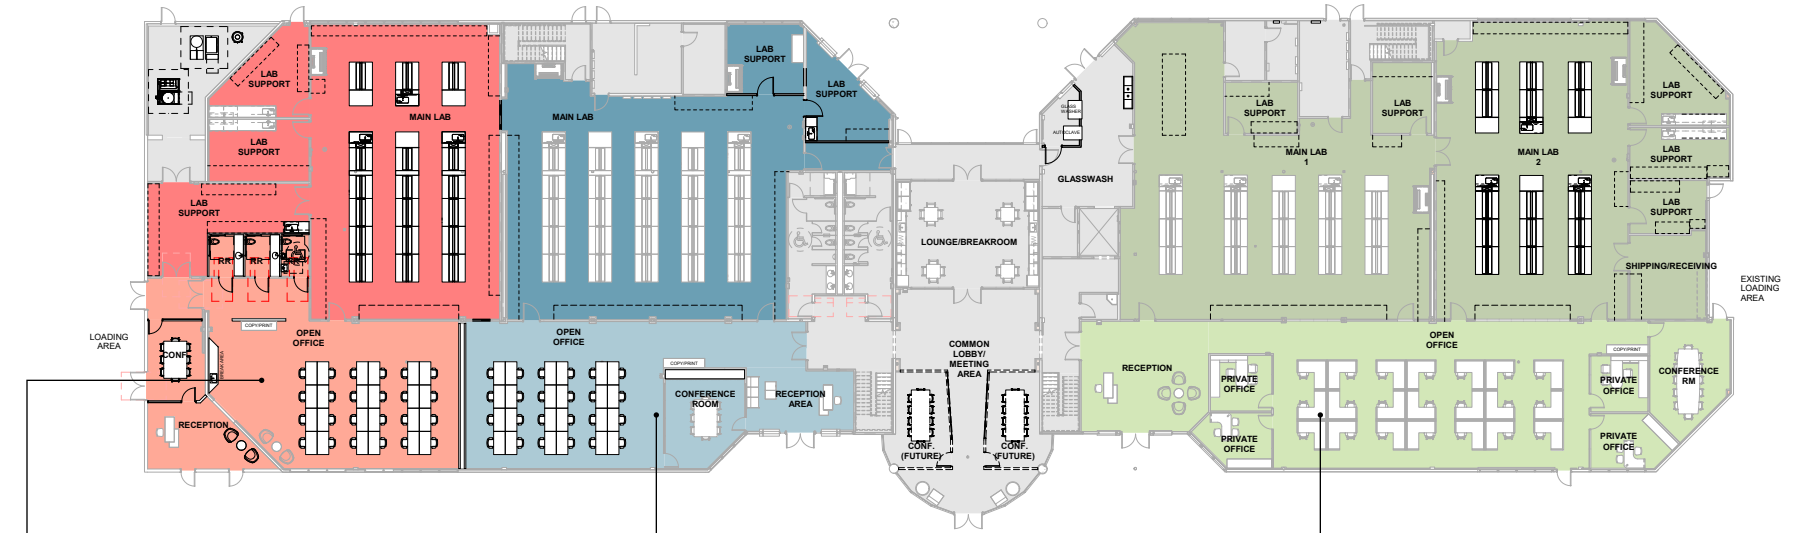 LAB
SUPPORT
LAB
SUPPORT
LAB
SUPPORT
MAIN LAB
RR
RR
LOADING
AREA
CONF.
COPY/PRINT
BREAK AREA
OPEN
OFFICE
RECEPTION
MAIN LAB
LAB
SUPPORT
LAB
SUPPORT
OPEN
OFFICE
COPY/PRINT
CONFERENCE
ROOM
RECEPTION
AREA
GLASS
WASHER
AUTOCLAVE
GLASSWASH
LOUNGE/BREAKROOM
COMMON
LOBBY/
MEETING
AREA
CONF.
(FUTURE)
CONF.
(FUTURE)
LAB
SUPPORT
LAB
SUPPORT
MAIN LAB
1
MAIN LAB
2
LAB
SUPPORT
LAB
SUPPORT
LAB
SUPPORT
SHIPPING/RECEIVING
EXISTING
LOADING
AREA
OPEN
OFFICE
RECEPTION
PRIVATE
OFFICE
PRIVATE
OFFICE
COPY/PRINT
PRIVATE
OFFICE
PRIVATE
OFFICE
CONFERENCE
RM